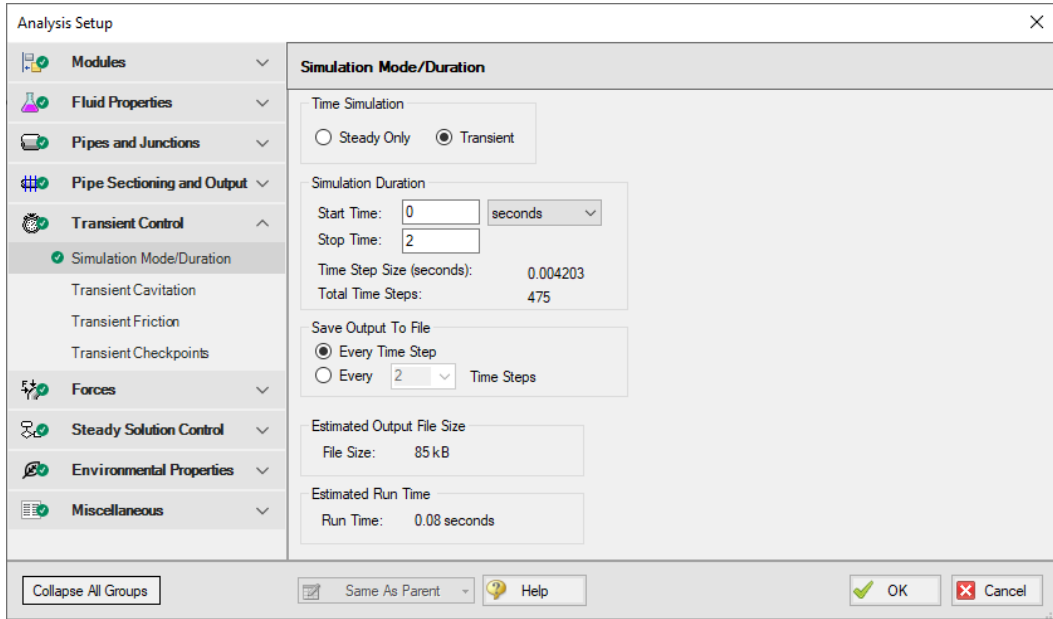 Analysis Setup
Modules
Fluid Properties
Pipes and Junctions
Pipe Sectioning and Output
Transient Control
Simulation Mode/Duration
Transient Cavitation
Transient Friction
Transient Checkpoints
Forces
Steady Solution Control
Environmental Properties
Miscellaneous
Simulation Mode/Duration
Time Simulation
Steady Only Transient
Simulation Duration
Start Time: 0 seconds
Stop Time: 2
Time Step Size (seconds): 0.004203
Total Time Steps: 475
Save Output To File
Every Time Step
Every 2 Time Steps
Estimated Output File Size
File Size: 85 kB
Estimated Run Time
Run Time: 0.08 seconds
Collapse All Groups Same As Parent Help OK Cancel